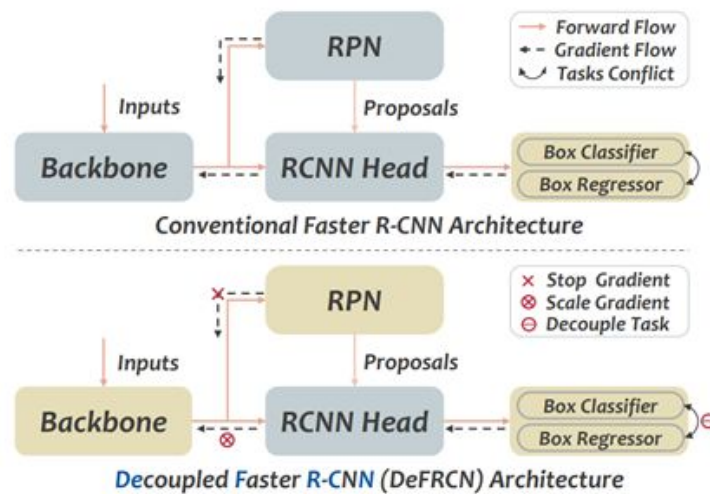 RPN
Forward Flow
Gradient Flow
Tasks Conflict
Inputs
Proposals
Backbone
RCNN Head
Box Classifier
Box Regressor
Conventional Faster R-CNN Architecture
RPN
Stop Gradient
Scale Gradient
Decouple Task
Inputs
Proposals
Backbone
RCNN Head
Box Classifier
Box Regressor
Decoupled Faster R-CNN (DeFRCN) Architecture